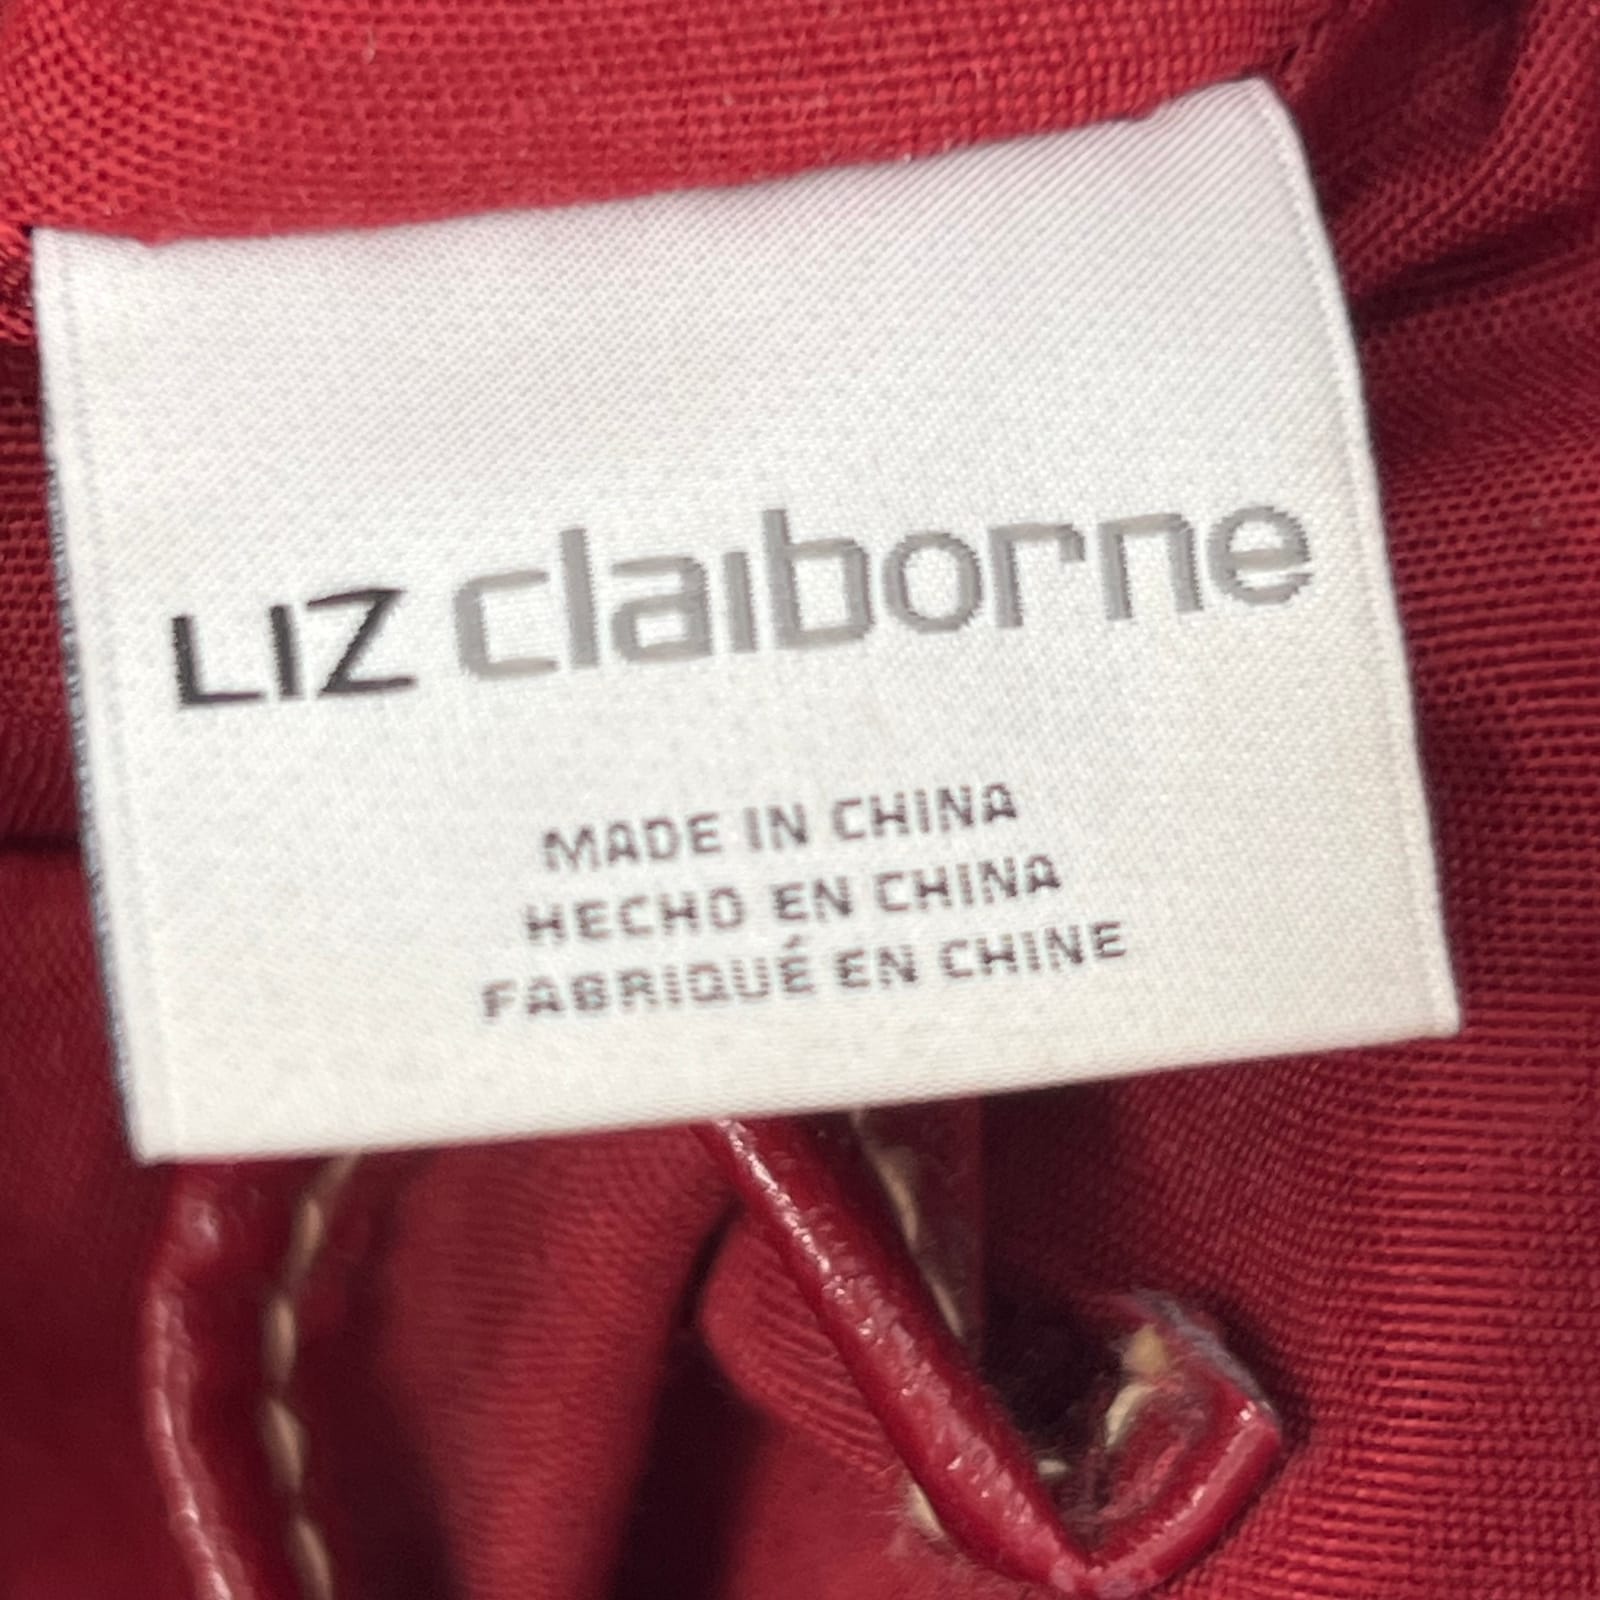 LIZ claiborne
MADE IN CHINA
HECHO EN CHINA
FABRIQUÉ EN CHINE